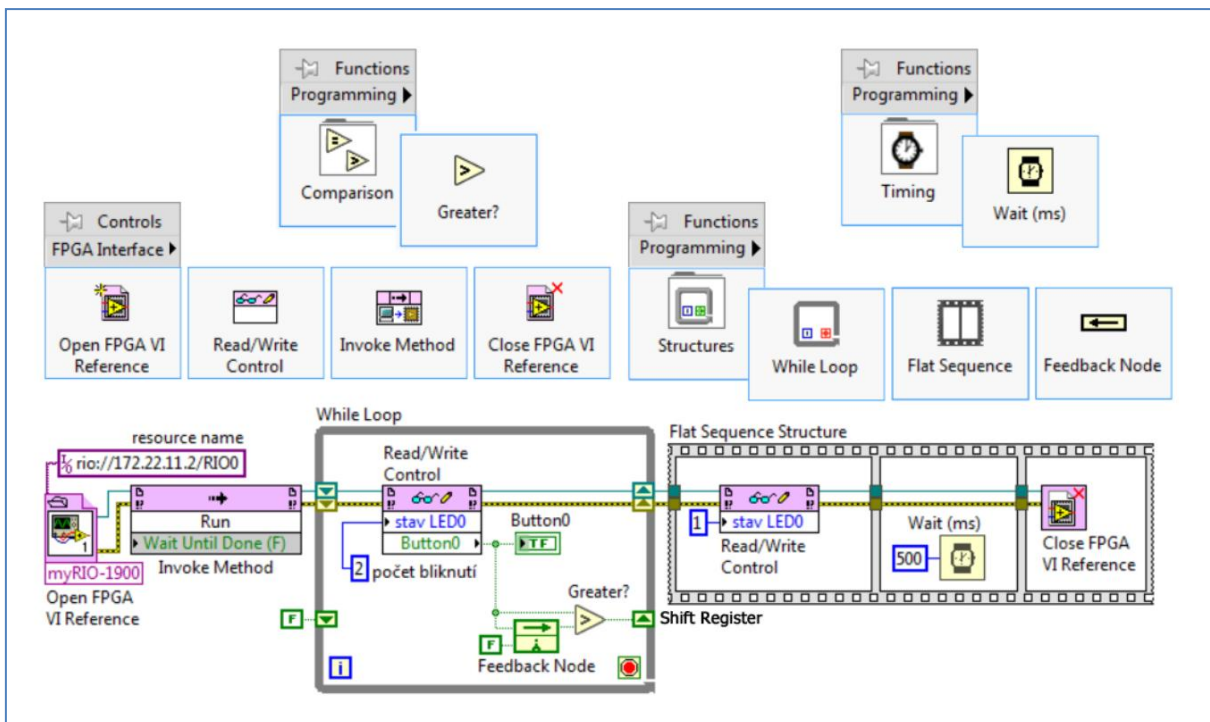 Functions
Programming
Comparison
Greater?
Functions
Programming
Timing
Wait (ms)
Controls
FPGA Interface
Open FPGA VI
Reference
Read/Write
Control
Invoke Method
Close FPGA VI
Reference
Functions
Programming
Structures
While Loop
Flat Sequence
Feedback Node
resource name
rio://172.22.11.2/RIO0
Run
Wait Until Done (F)
Invoke Method
1
myRIO-1900
Open FPGA
VI Reference
F
While Loop
Read/Write
Control
stav LED0
Button0
2
počet bliknutí
Button0
TF
Greater?
F
Feedback Node
i
Shift Register
Flat Sequence Structure
1
stav LED0
Read/Write
Control
Wait (ms)
500
Close FPGA
VI Reference